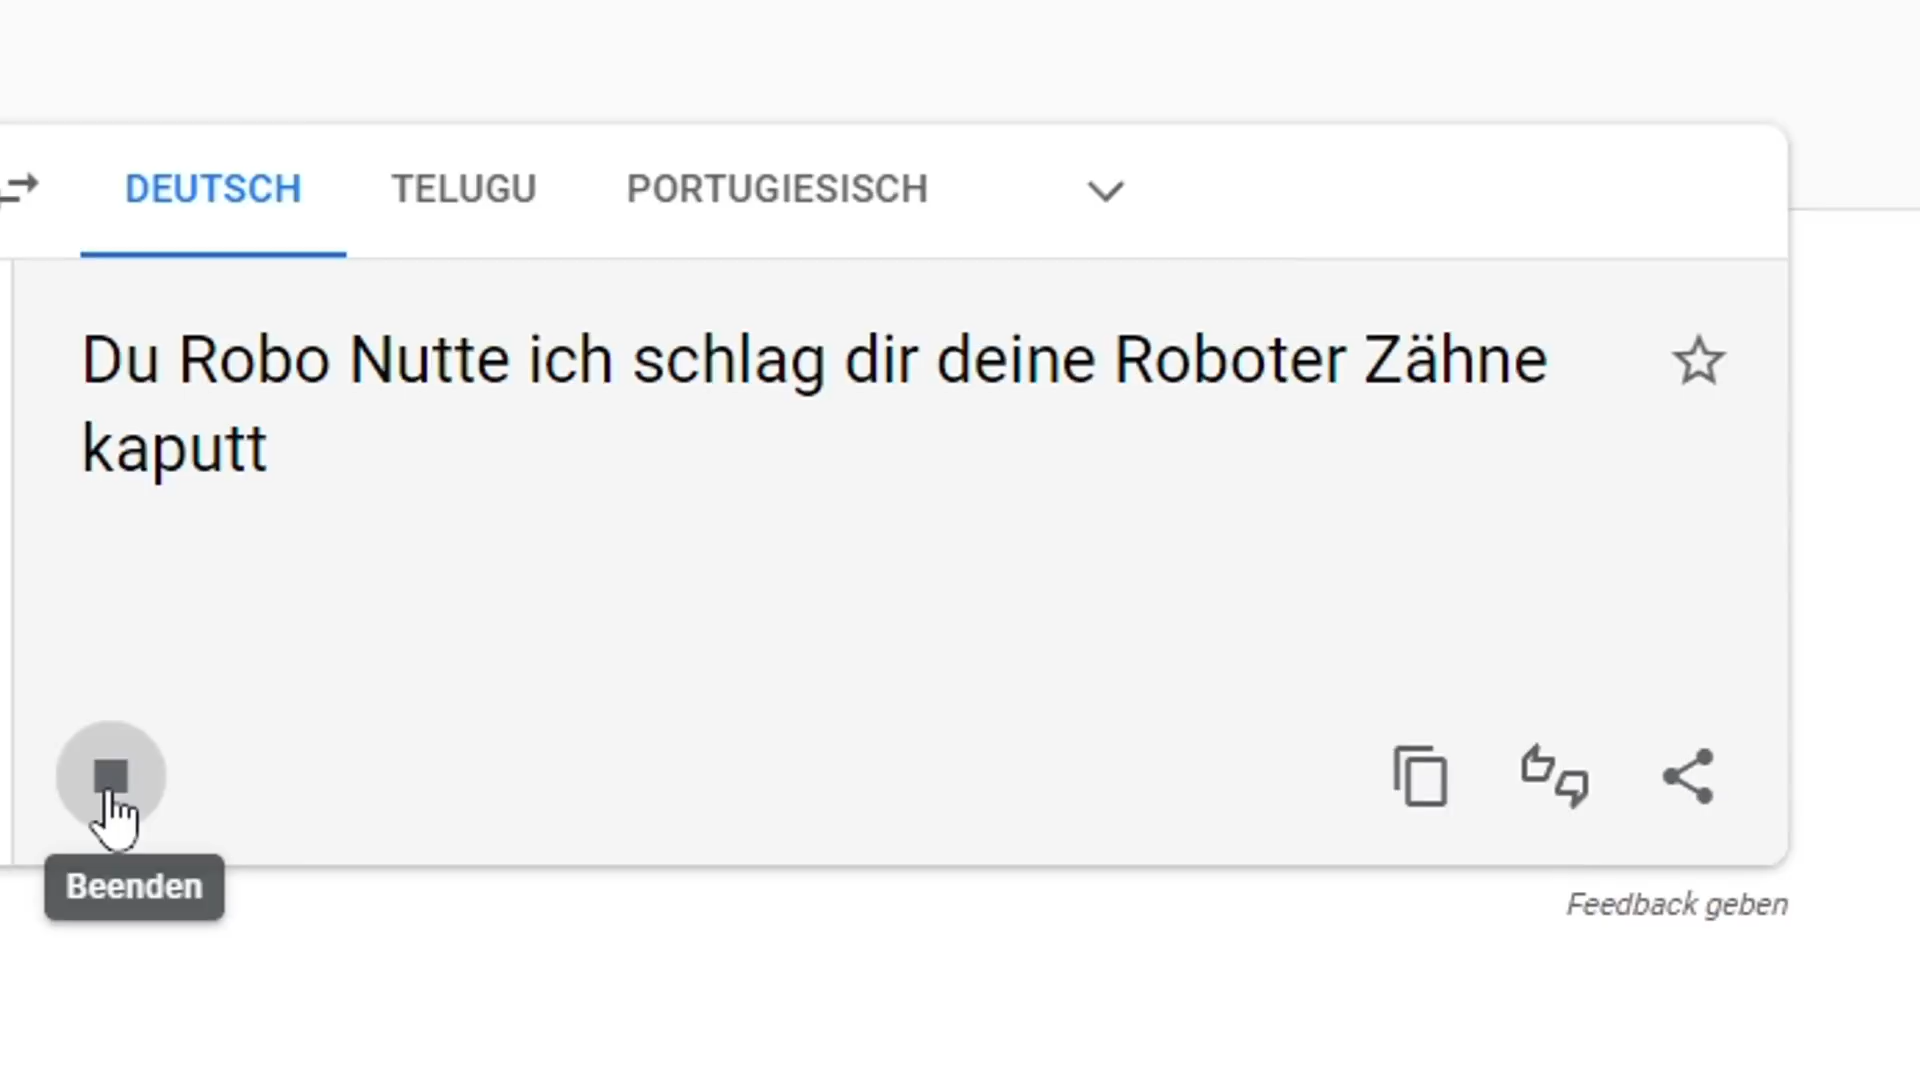 DEUTSCH TELUGU PORTUGIESISCH
Du Robo Nutte ich schlag dir deine Roboter Zähne
kaputt
Beenden
Feedback geben